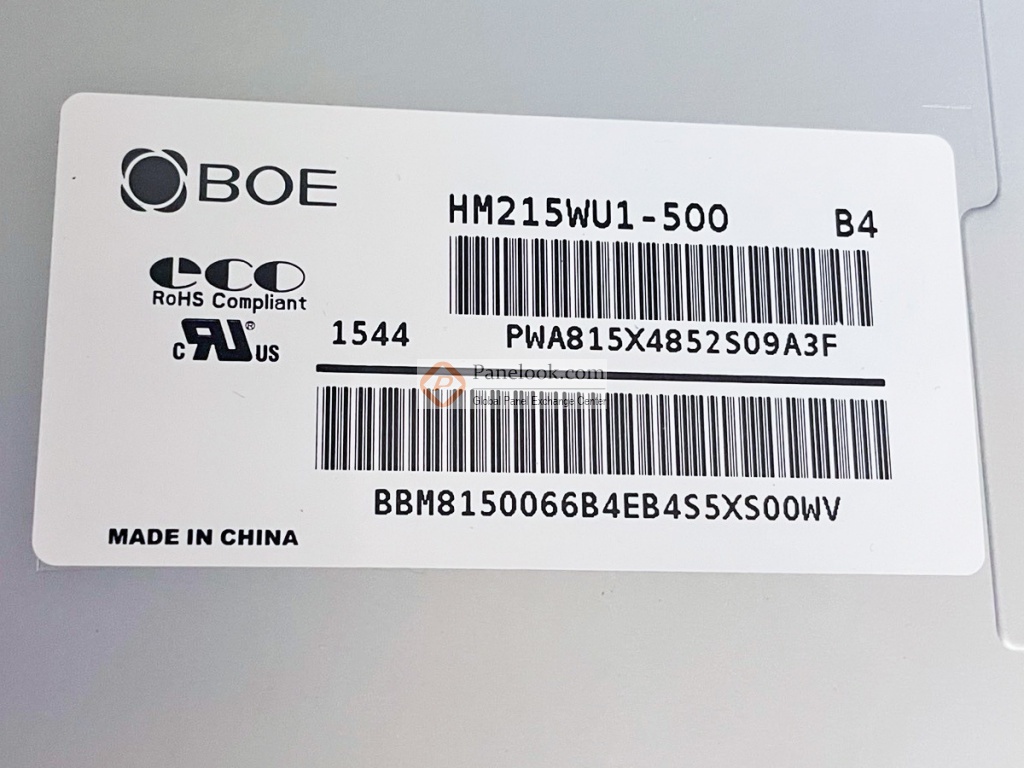 BOE
HM215WU1-500 B4
eco
RoHS Compliant
1544 PWA815X4852S09A3F
c RU ® US
Panelook.com
Global Panel Exchange Center
BBM8150066B4EB4S5XS00WV
MADE IN CHINA